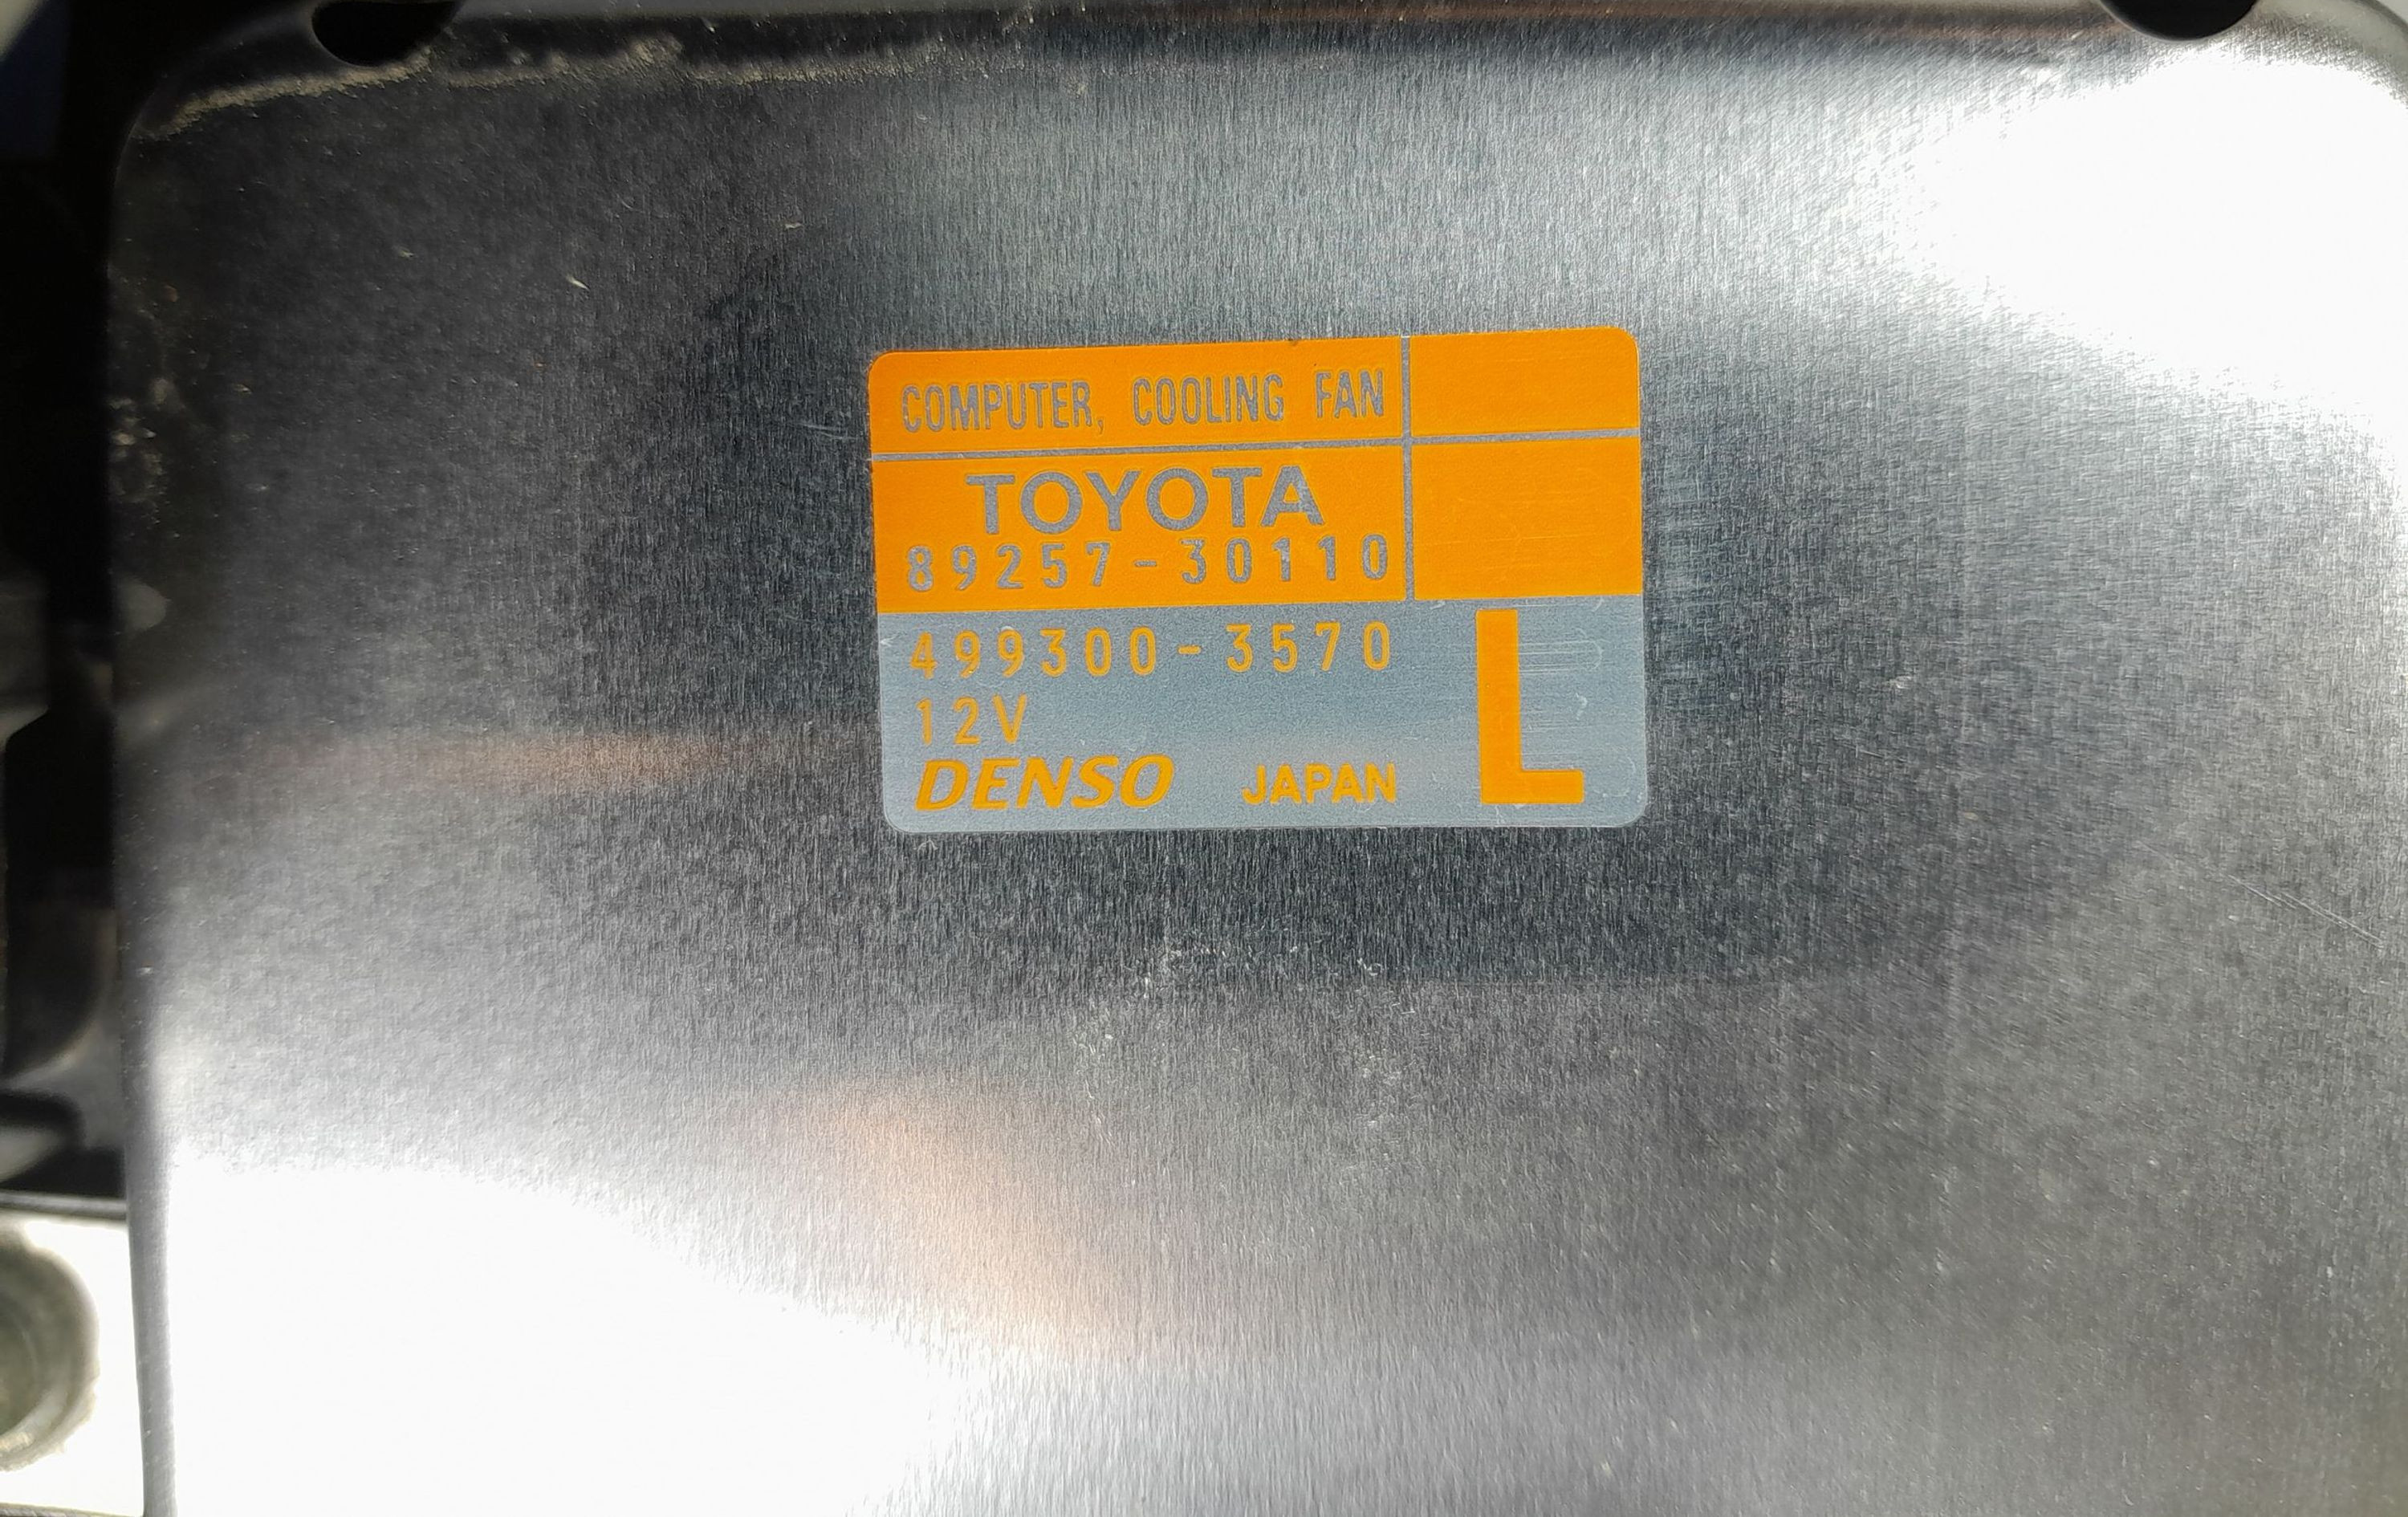 COMPUTER, COOLING FAN
TOYOTA
89257-30110
499300-3570
12V
DENSO JAPAN
L